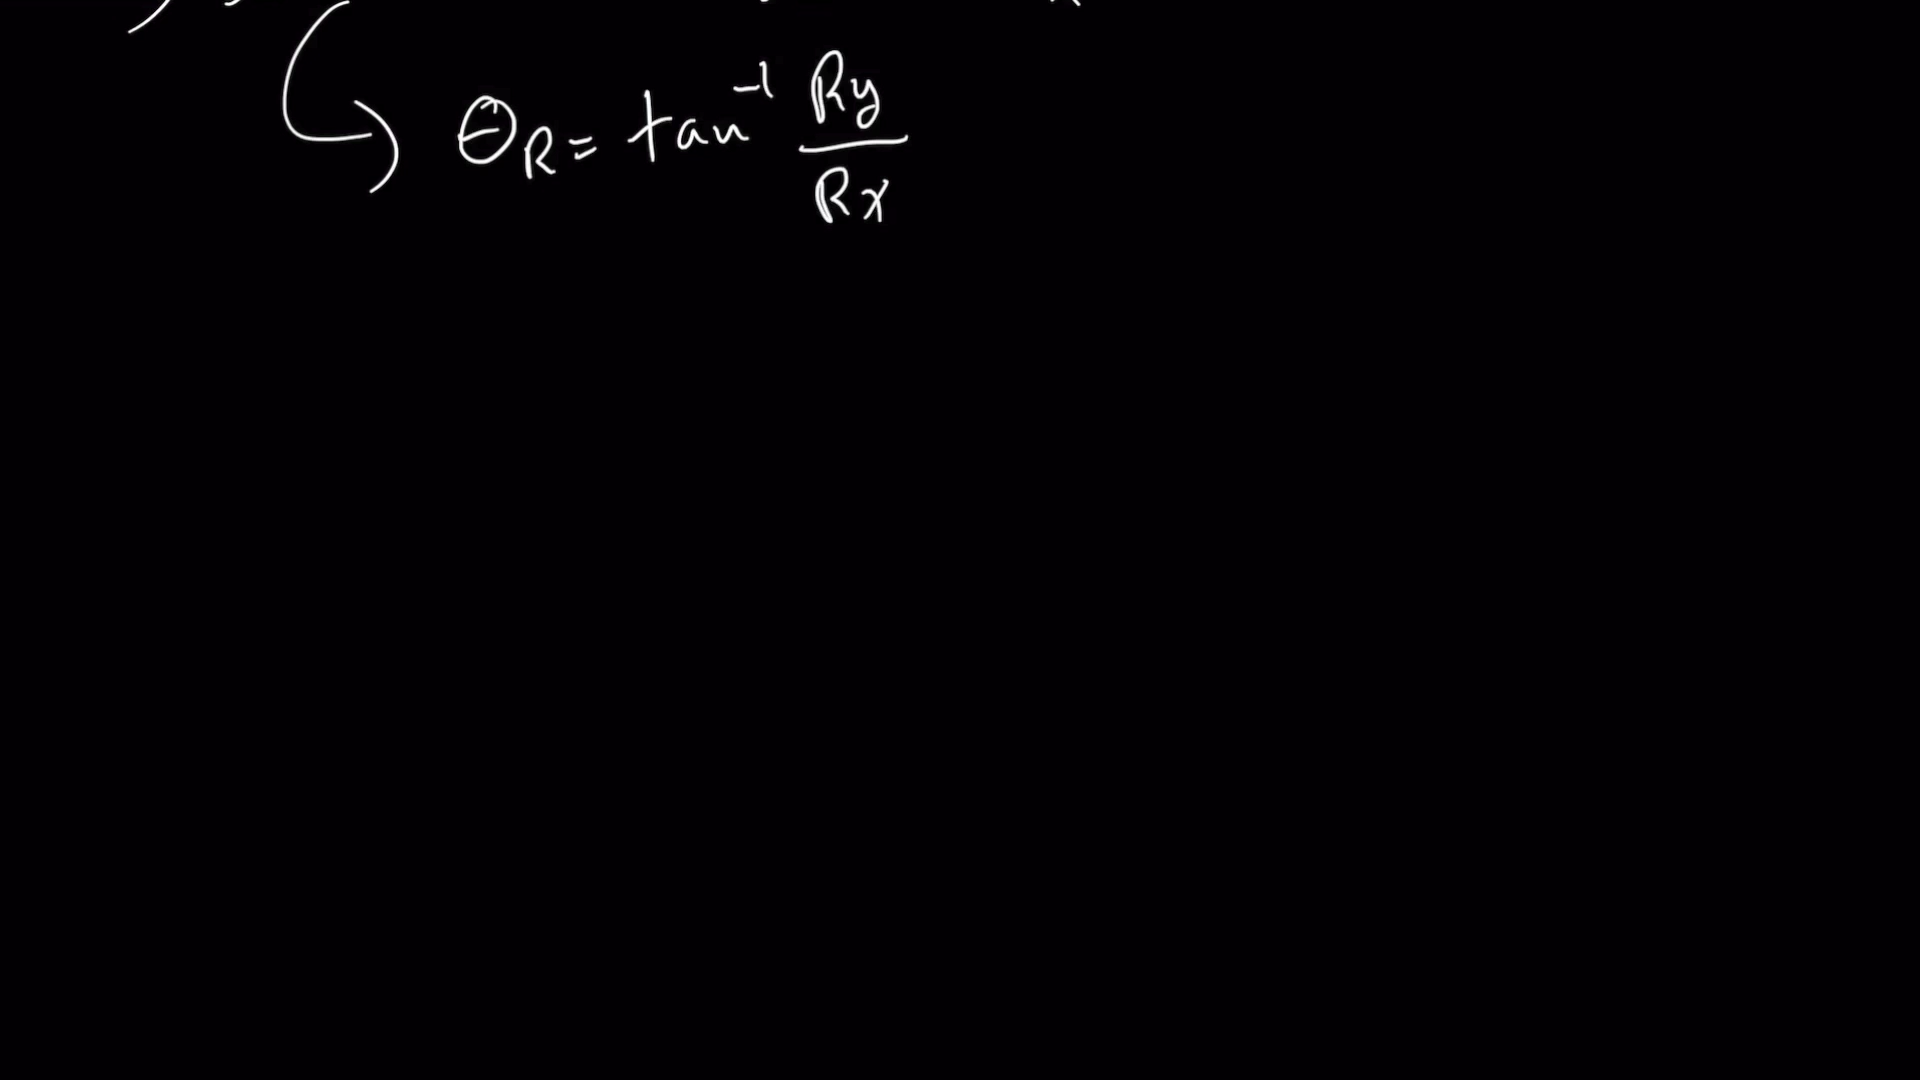 θR = tan⁻¹ Ry/Rx